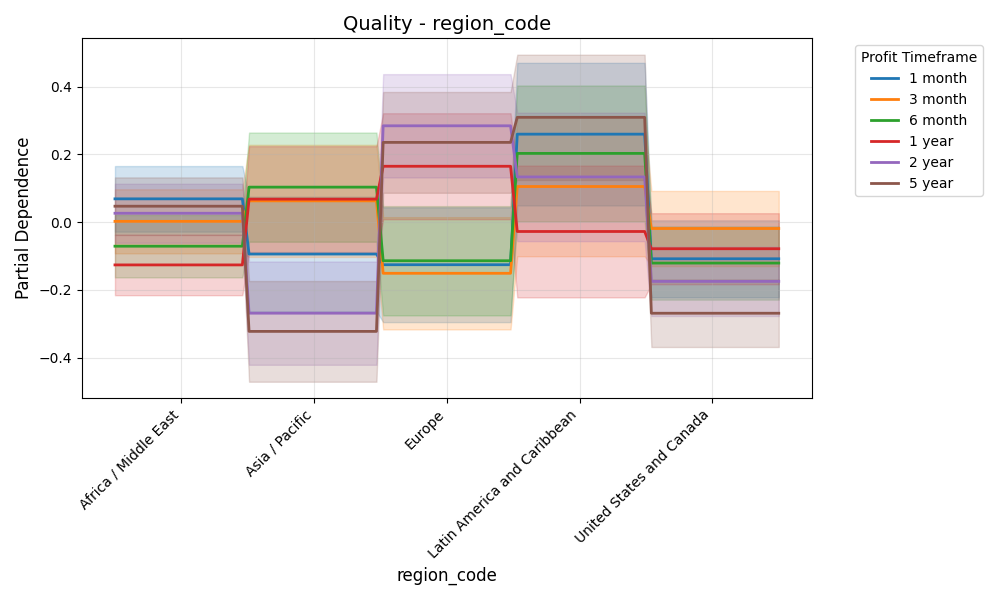 Quality - region_code
Partial Dependence
0.4
0.2
0.0
−0.2
−0.4
Africa / Middle East
Asia / Pacific
Europe
Latin America and Caribbean
United States and Canada
region_code
Profit Timeframe
1 month
3 month
6 month
1 year
2 year
5 year